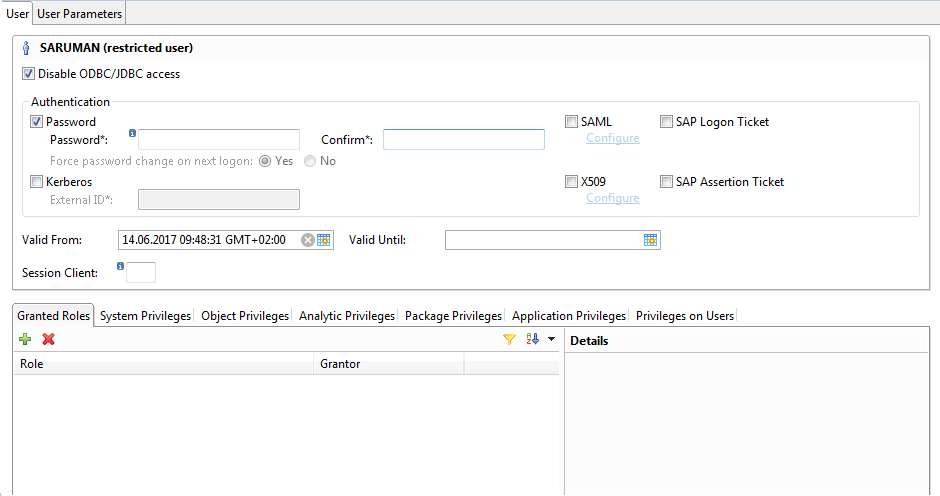 User User Parameters
SARUMAN (restricted user)
Disable ODBC/JDBC access
Authentication
Password SAML SAP Logon Ticket
Password*: Confirm*: Configure
Force password change on next logon: Yes No
Kerberos X509 SAP Assertion Ticket
External ID*: Configure
Valid From: 14.06.2017 09:48:31 GMT+02:00 Valid Until:
Session Client:
Granted Roles System Privileges Object Privileges Analytic Privileges Package Privileges Application Privileges Privileges on Users
Details
Role Grantor